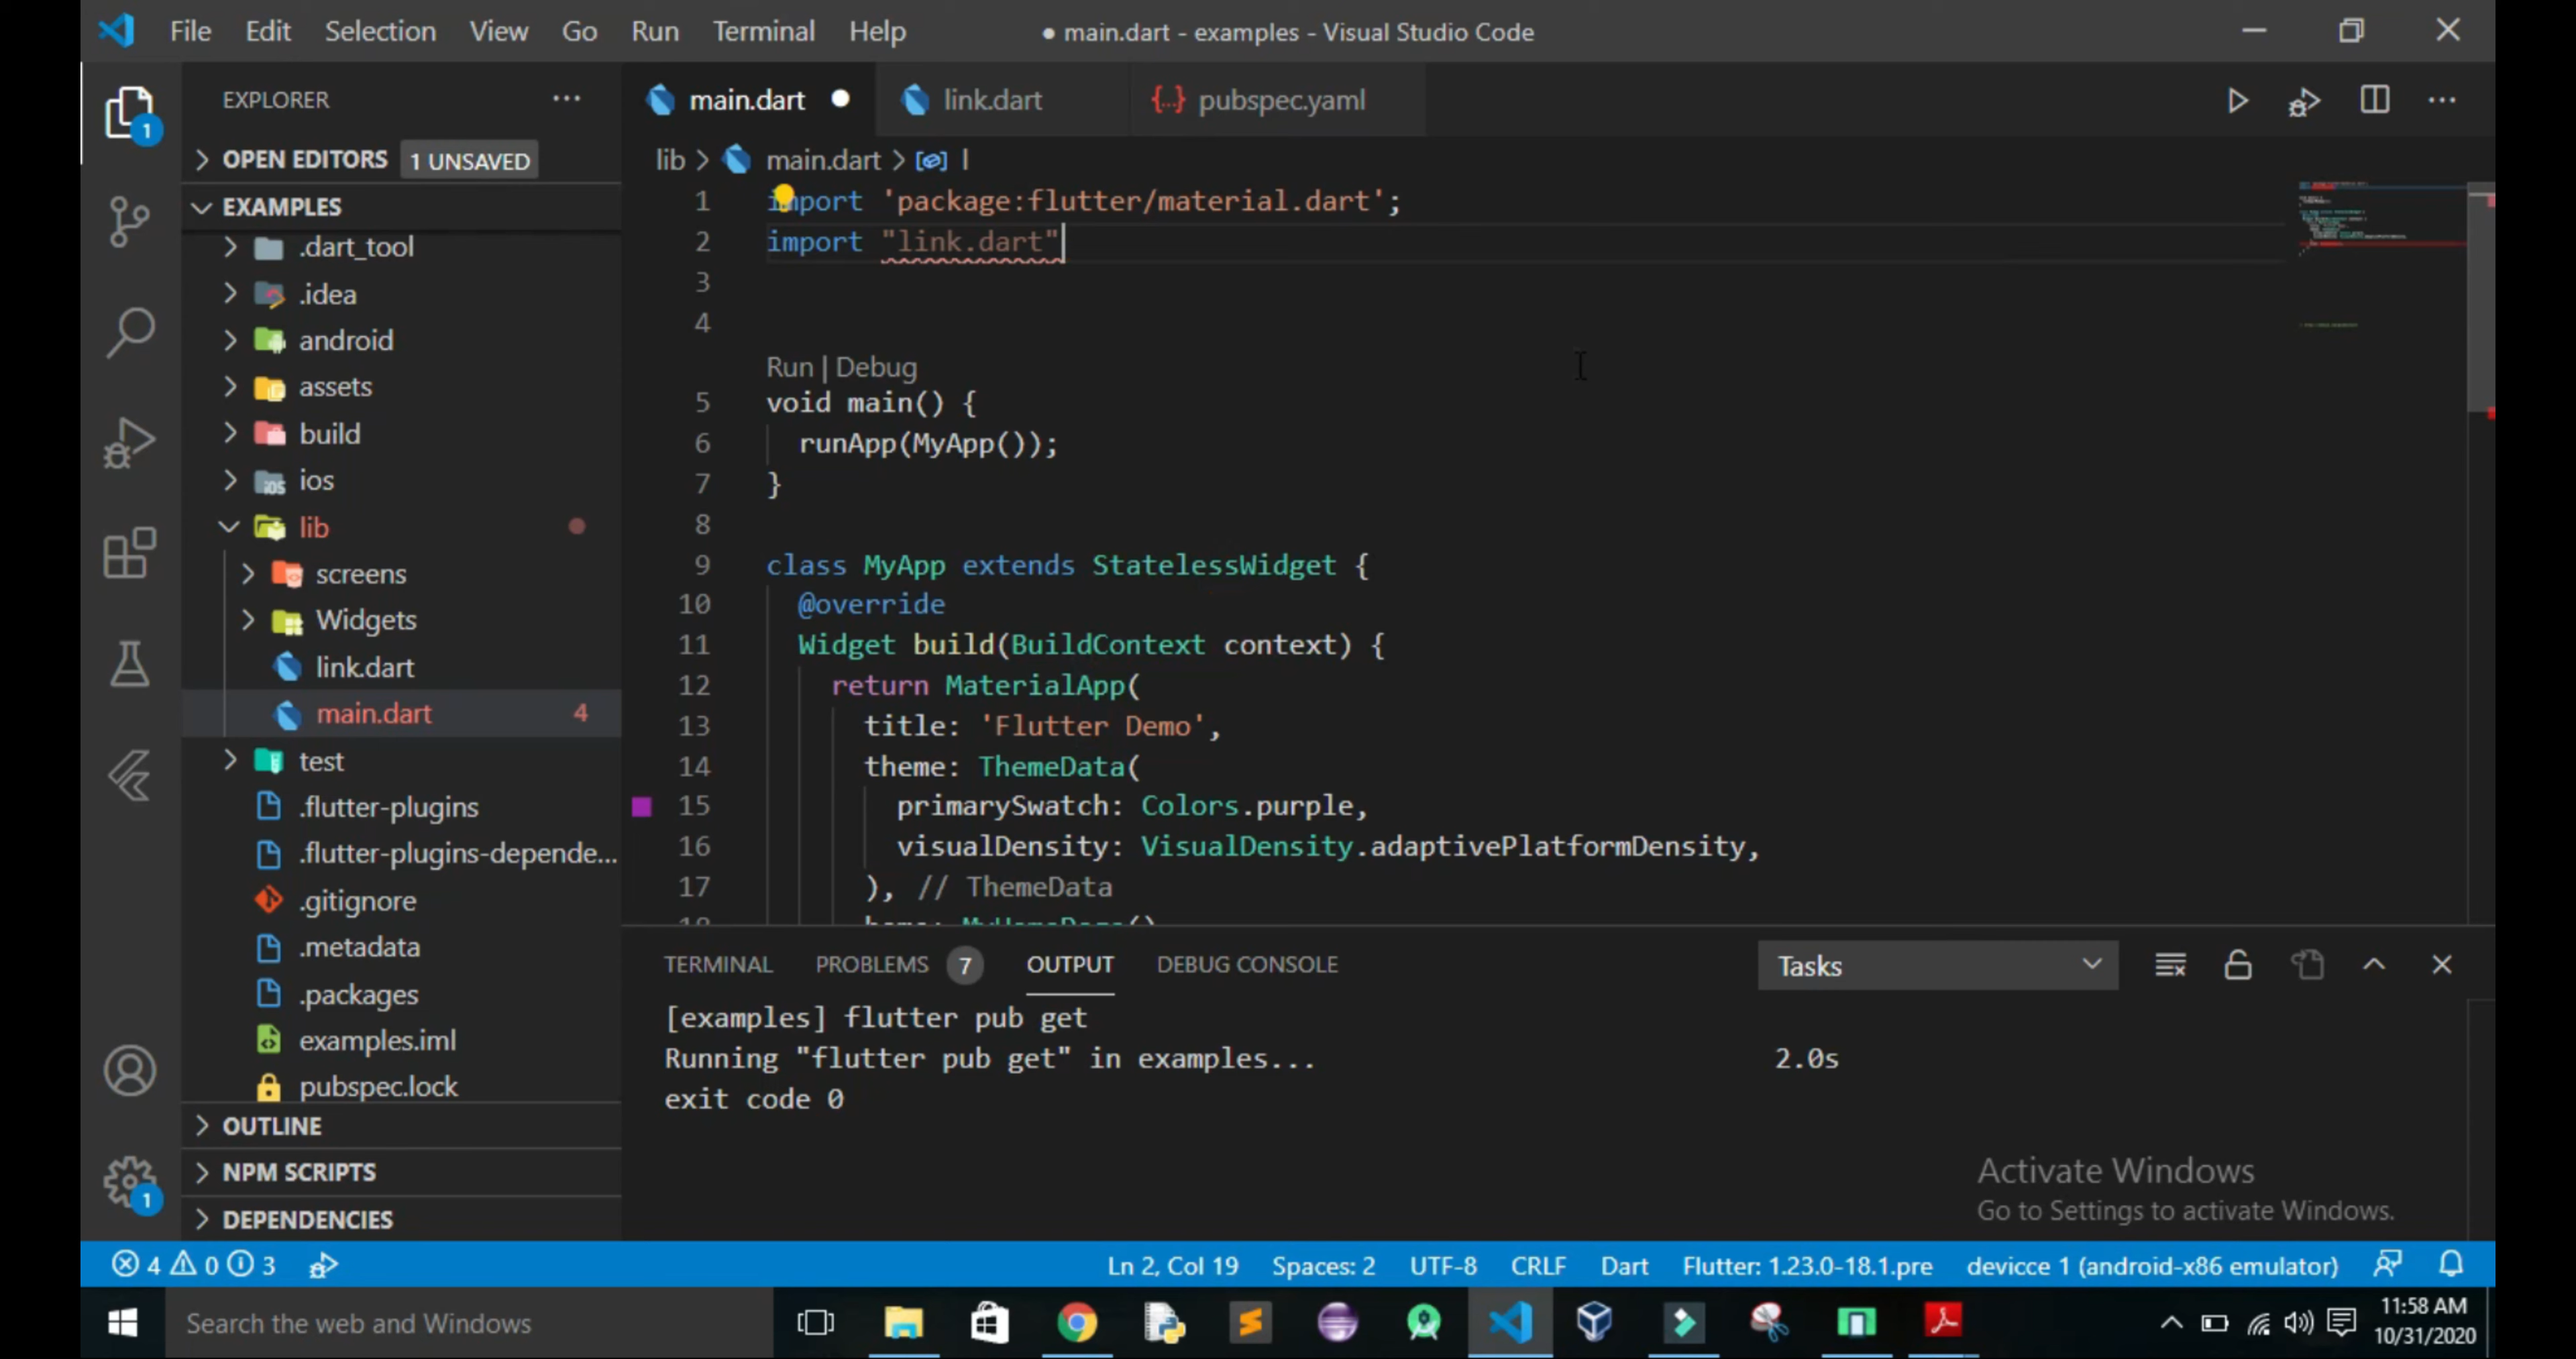 File Edit Selection View Go Run Terminal Help
● main.dart - examples - Visual Studio Code
EXPLORER
OPEN EDITORS 1 UNSAVED
EXAMPLES
.dart_tool
.idea
android
assets
build
ios
lib
screens
Widgets
link.dart
main.dart 4
test
.flutter-plugins
.flutter-plugins-depende...
.gitignore
.metadata
.packages
examples.iml
pubspec.lock
OUTLINE
NPM SCRIPTS
DEPENDENCIES
1
1
main.dart link.dart pubspec.yaml
lib > main.dart > l
1 import 'package:flutter/material.dart';
2 import "link.dart"
3
4
Run | Debug
5 void main() {
6 runApp(MyApp());
7 }
8
9 class MyApp extends StatelessWidget {
10 @override
11 Widget build(BuildContext context) {
12 return MaterialApp(
13 title: 'Flutter Demo',
14 theme: ThemeData(
15 primarySwatch: Colors.purple,
16 visualDensity: VisualDensity.adaptivePlatformDensity,
17 ), // ThemeData
18 home: MyHomePage()
TERMINAL PROBLEMS 7 OUTPUT DEBUG CONSOLE Tasks
[examples] flutter pub get
Running "flutter pub get" in examples... 2.0s
exit code 0
Activate Windows
Go to Settings to activate Windows.
4 0 3 Ln 2, Col 19 Spaces: 2 UTF-8 CRLF Dart Flutter: 1.23.0-18.1.pre devicce 1 (android-x86 emulator)
Search the web and Windows
11:58 AM
10/31/2020